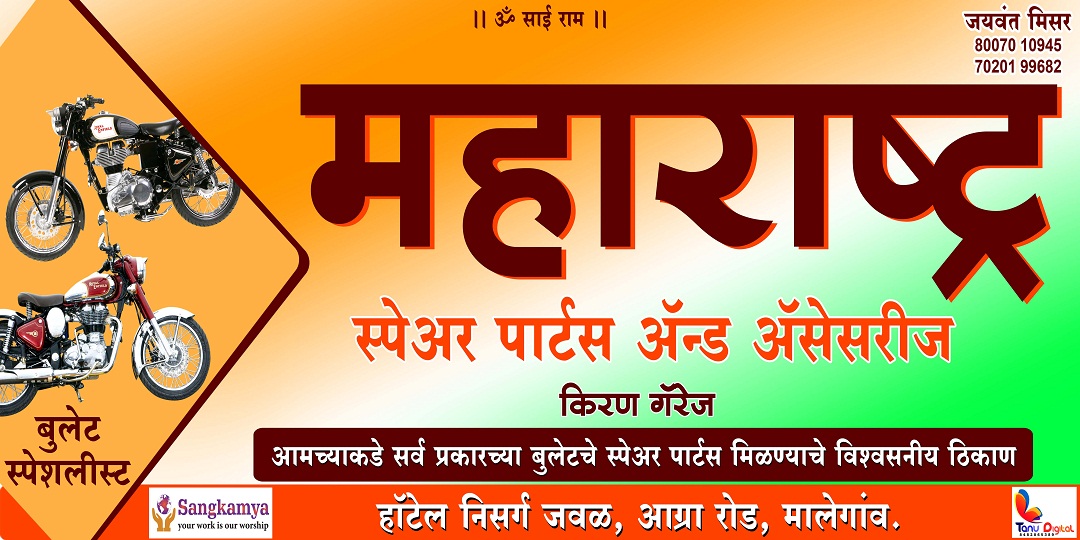 || ॐ साई राम ||
जयवंत मिसर
80070 10945
70201 99682
महाराष्ट्र
स्पेअर पार्टस ॲन्ड ॲसेसरीज
किरण गॅरेज
आमच्याकडे सर्व प्रकारच्या बुलेटचे स्पेअर पार्टस मिळण्याचे विश्वसनीय ठिकाण
बुलेट
स्पेशलीस्ट
Sangkamya
your work is our worship
हॉटेल निसर्ग जवळ, आग्रा रोड, मालेगांव.
Tanu Digital